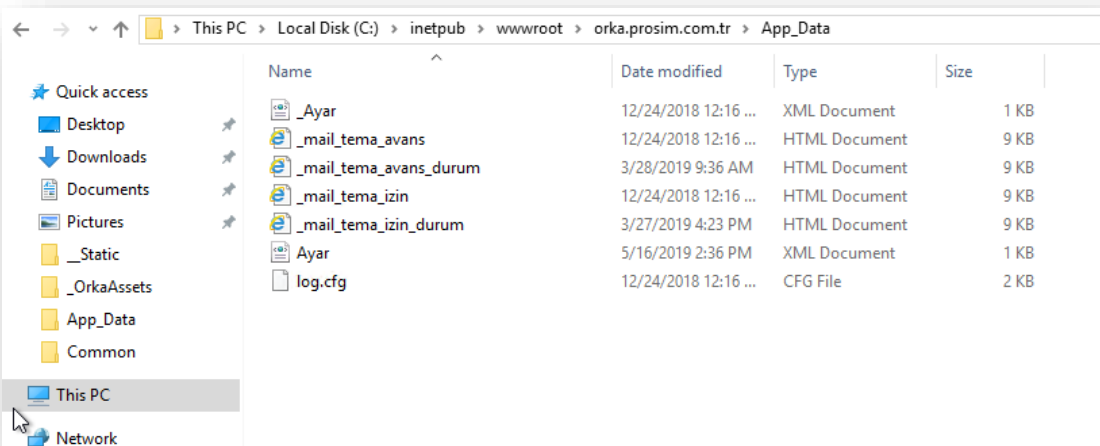 This PC > Local Disk (C:) > inetpub > wwwroot > orka.prosim.com.tr > App_Data
Quick access
Desktop
Downloads
Documents
Pictures
__Static
_OrkaAssets
App_Data
Common
This PC
Network
Name Date modified Type Size
_Ayar 12/24/2018 12:16 ... XML Document 1 KB
_mail_tema_avans 12/24/2018 12:16 ... HTML Document 9 KB
_mail_tema_avans_durum 3/28/2019 9:36 AM HTML Document 9 KB
_mail_tema_izin 12/24/2018 12:16 ... HTML Document 9 KB
_mail_tema_izin_durum 3/27/2019 4:23 PM HTML Document 9 KB
Ayar 5/16/2019 2:36 PM XML Document 1 KB
log.cfg 12/24/2018 12:16 ... CFG File 2 KB